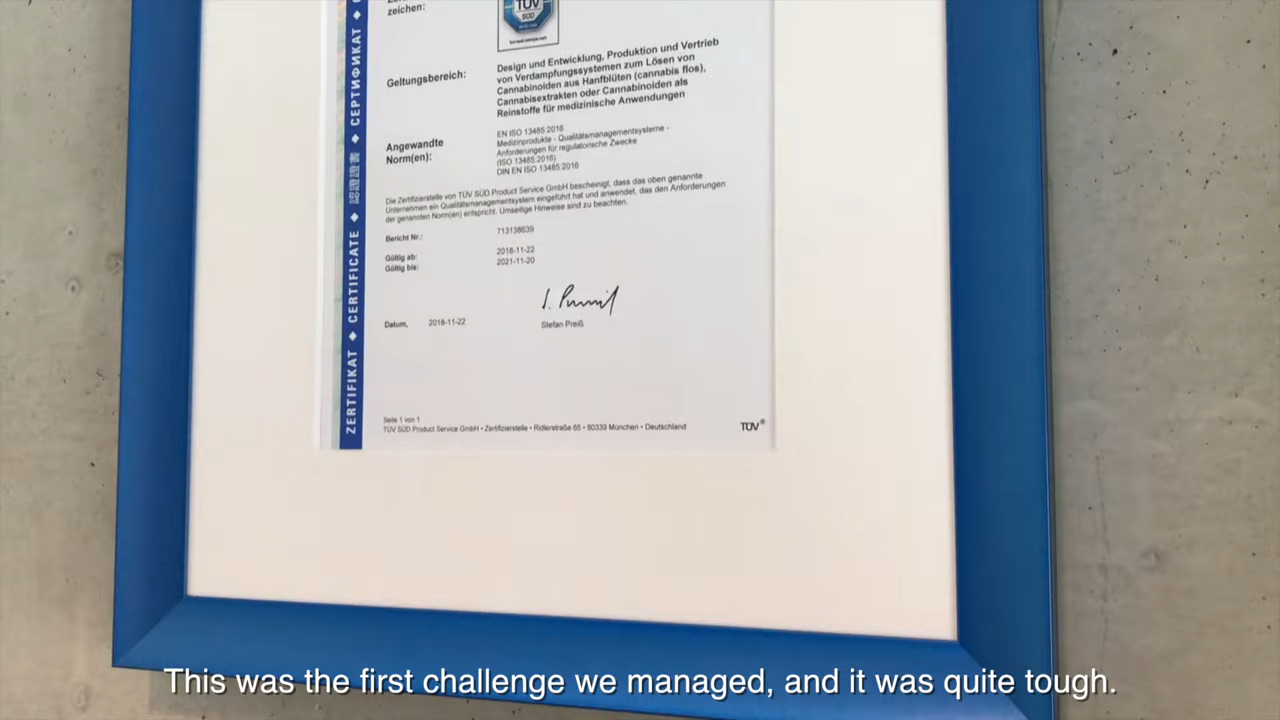 zeichen:
TÜV
SÜD
Geltungsbereich:
Design und Entwicklung, Produktion und Vertrieb
von Verdampfungssystemen zum Lösen von
Cannabinoiden aus Hanfblüten (cannabis flos),
Cannabisextrakten oder Cannabinoiden als
Reinstoffe für medizinische Anwendungen
Angewandte
Norm(en):
EN ISO 13485:2016
Medizinprodukte - Qualitätsmanagementsysteme -
Anforderungen für regulatorische Zwecke
(ISO 13485:2016)
DIN EN ISO 13485:2016
Die Zertifizierstelle von TÜV SÜD Product Service GmbH bescheinigt, dass das oben genannte
Unternehmen ein Qualitätsmanagementsystem eingeführt hat und anwendet, das den Anforderungen
der genannten Norm(en) entspricht. Umseitige Hinweise sind zu beachten.
Bericht Nr.: 713138639
Gültig ab: 2018-11-22
Gültig bis: 2021-11-20
Datum, 2018-11-22
Stefan Preiß
Seite 1 von 1
TÜV SÜD Product Service GmbH • Zertifizierstelle • Ridlerstraße 65 • 80339 München • Deutschland
TÜV®
ZERTIFIKAT ◆ CERTIFICATE ◆ 認證證書 ◆ СЕРТИФИКАТ ◆
This was the first challenge we managed, and it was quite tough.